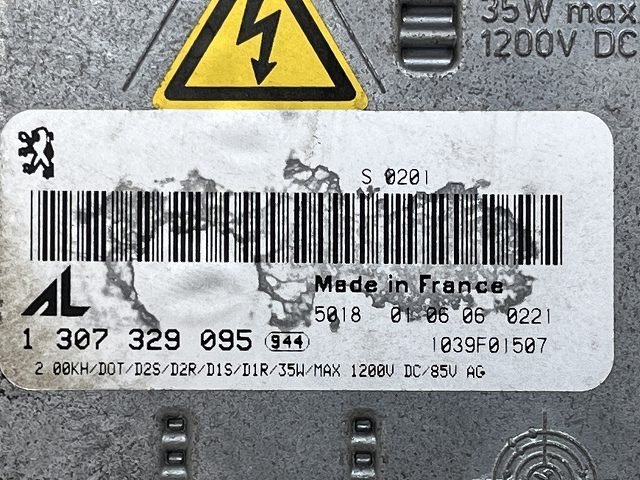 35W max
1200V DC
S 0201
Made in France
AL
5018 01 06 06 0221
1 307 329 095 944
1039F01507
2 00KH/DOT/D2S/D2R/D1S/D1R/35W/MAX 1200V DC/85V AG